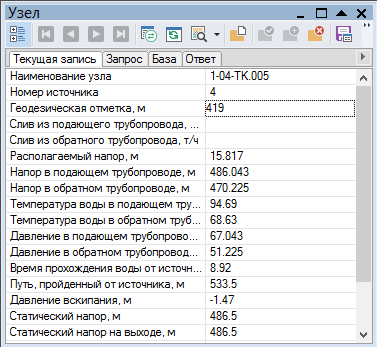 Узел
Текущая запись Запрос База Ответ
Наименование узла 1-04-ТК.005
Номер источника 4
Геодезическая отметка, м 419
Слив из подающего трубопровода, ...
Слив из обратного трубопровода, т/ч
Располагаемый напор, м 15.817
Напор в подающем трубопроводе, м 486.043
Напор в обратном трубопроводе, м 470.225
Температура воды в подающем тру... 94.69
Температура воды в обратном труб... 68.63
Давление в подающем трубопрово... 67.043
Давление в обратном трубопровод... 51.225
Время прохождения воды от источн... 8.92
Путь, пройденный от источника, м 533.5
Давление вскипания, м -1.47
Статический напор, м 486.5
Статический напор на выходе, м 486.5